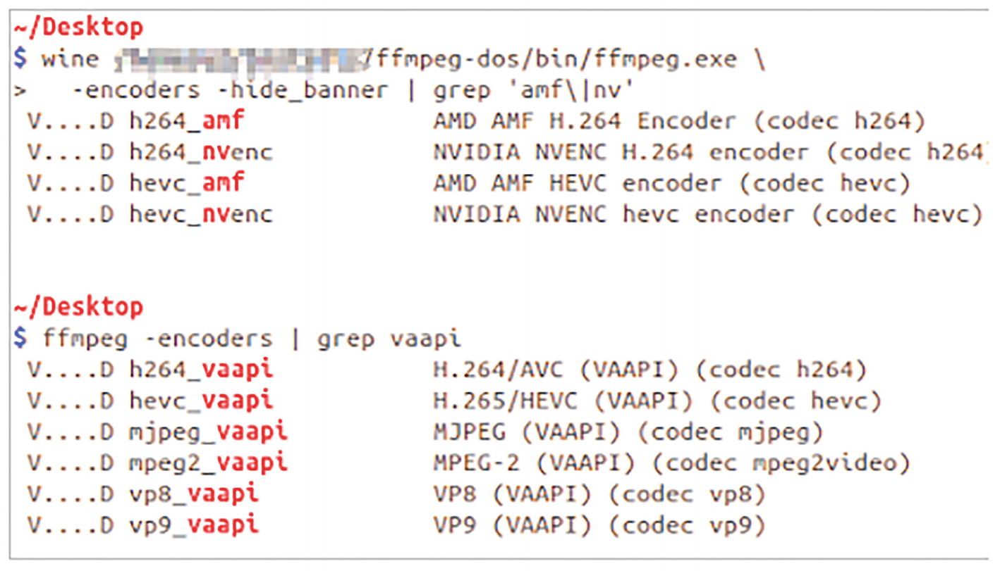 ~/Desktop
$ wine /ffmpeg-dos/bin/ffmpeg.exe \
> -encoders -hide_banner | grep 'amf\|nv'
V....D h264_amf AMD AMF H.264 Encoder (codec h264)
V....D h264_nvenc NVIDIA NVENC H.264 encoder (codec h264)
V....D hevc_amf AMD AMF HEVC encoder (codec hevc)
V....D hevc_nvenc NVIDIA NVENC hevc encoder (codec hevc)
~/Desktop
$ ffmpeg -encoders | grep vaapi
V....D h264_vaapi H.264/AVC (VAAPI) (codec h264)
V....D hevc_vaapi H.265/HEVC (VAAPI) (codec hevc)
V....D mjpeg_vaapi MJPEG (VAAPI) (codec mjpeg)
V....D mpeg2_vaapi MPEG-2 (VAAPI) (codec mpeg2video)
V....D vp8_vaapi VP8 (VAAPI) (codec vp8)
V....D vp9_vaapi VP9 (VAAPI) (codec vp9)